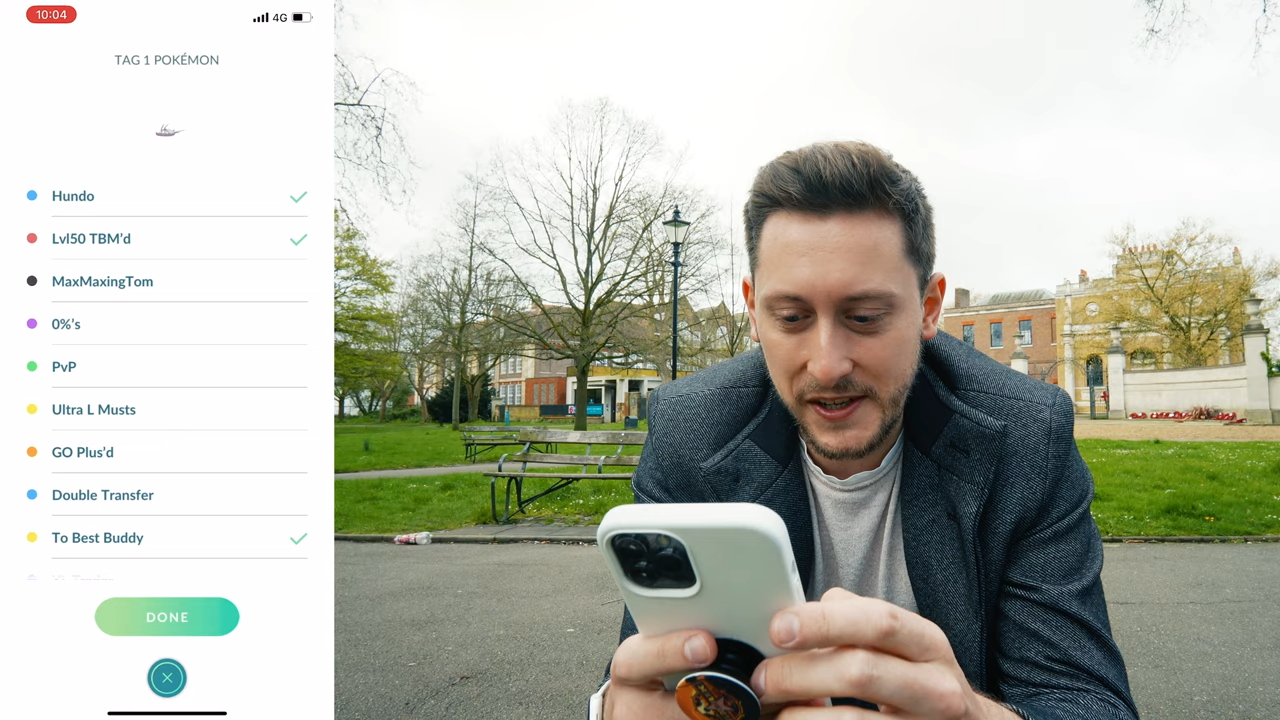 10:04
4G
TAG 1 POKÉMON
Hundo
Lvl50 TBM'd
MaxMaxingTom
0%'s
PvP
Ultra L Musts
GO Plus'd
Double Transfer
To Best Buddy
DONE